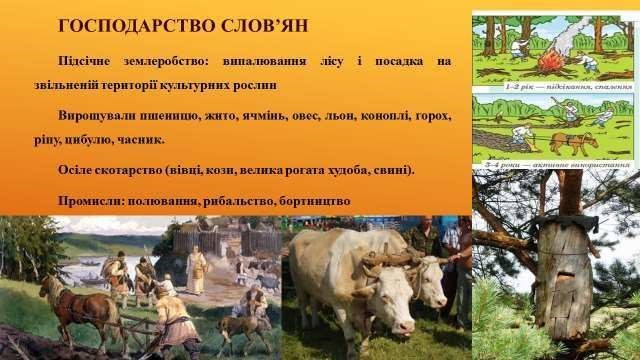 ГОСПОДАРСТВО СЛОВ’ЯН
Підсічне землеробство: випалювання лісу і посадка на
звільненій території культурних рослин
Вирощували пшеницю, жито, ячмінь, овес, льон, коноплі, горох,
ріпу, цибулю, часник.
Осіле скотарство (вівці, кози, велика рогата худоба, свині).
Промисли: полювання, рибальство, бортництво
1–2 рік — підсікання, спалення
3–4 роки — активне використання